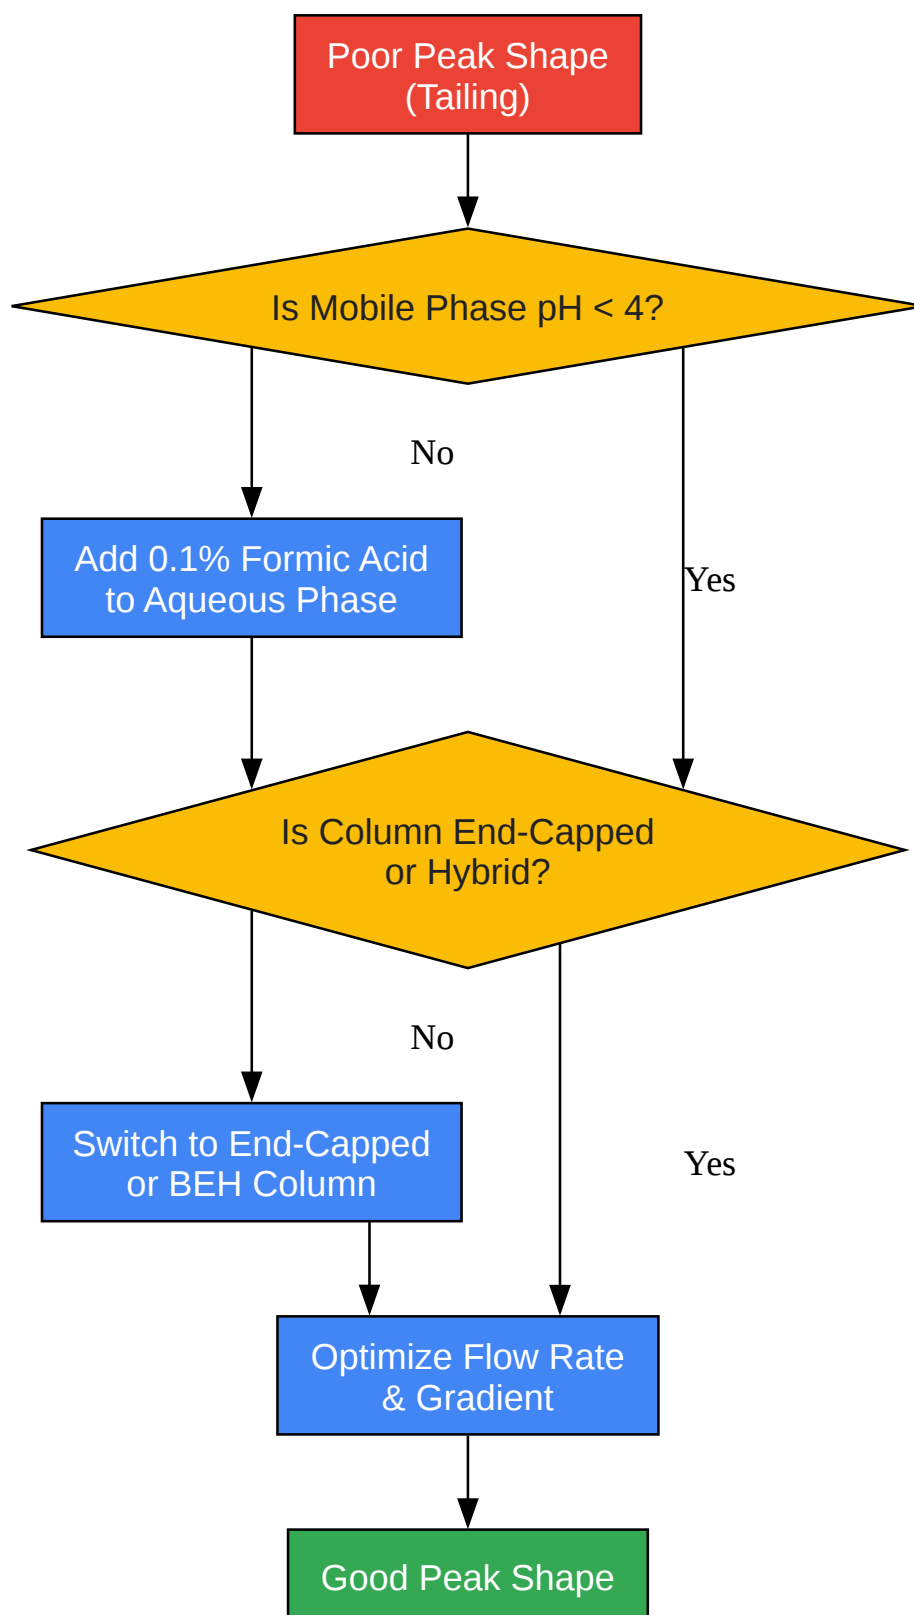 Poor Peak Shape
(Tailing)
Is Mobile Phase pH < 4?
No
Add 0.1% Formic Acid
to Aqueous Phase
Yes
Is Column End-Capped
or Hybrid?
No
Switch to End-Capped
or BEH Column
Yes
Optimize Flow Rate
& Gradient
Good Peak Shape